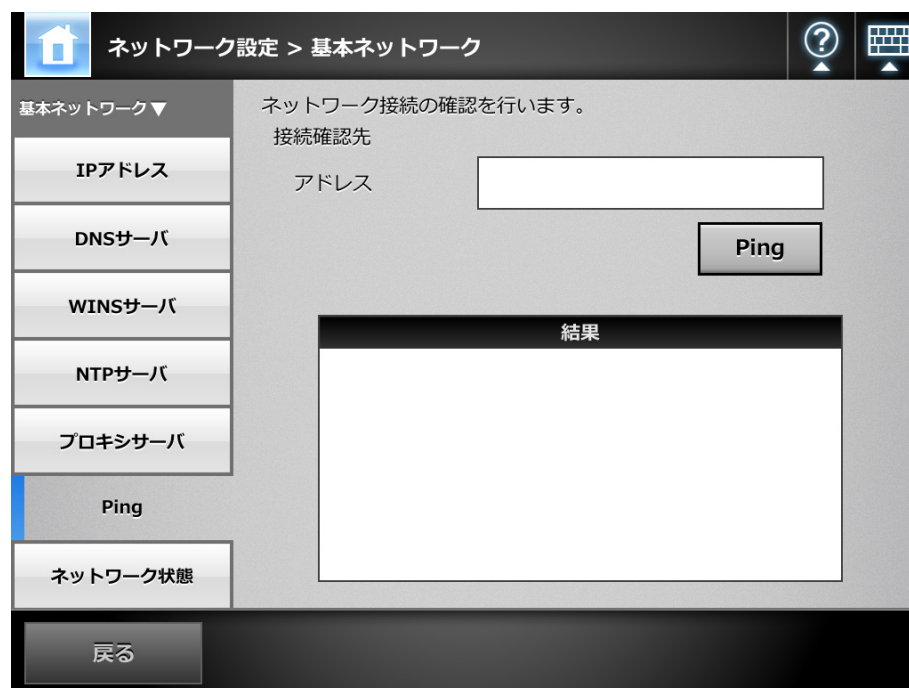 ネットワーク設定 > 基本ネットワーク
?
基本ネットワーク▼
IPアドレス
DNSサーバ
WINSサーバ
NTPサーバ
プロキシサーバ
Ping
ネットワーク状態
ネットワーク接続の確認を行います。
接続確認先
アドレス
Ping
結果
戻る